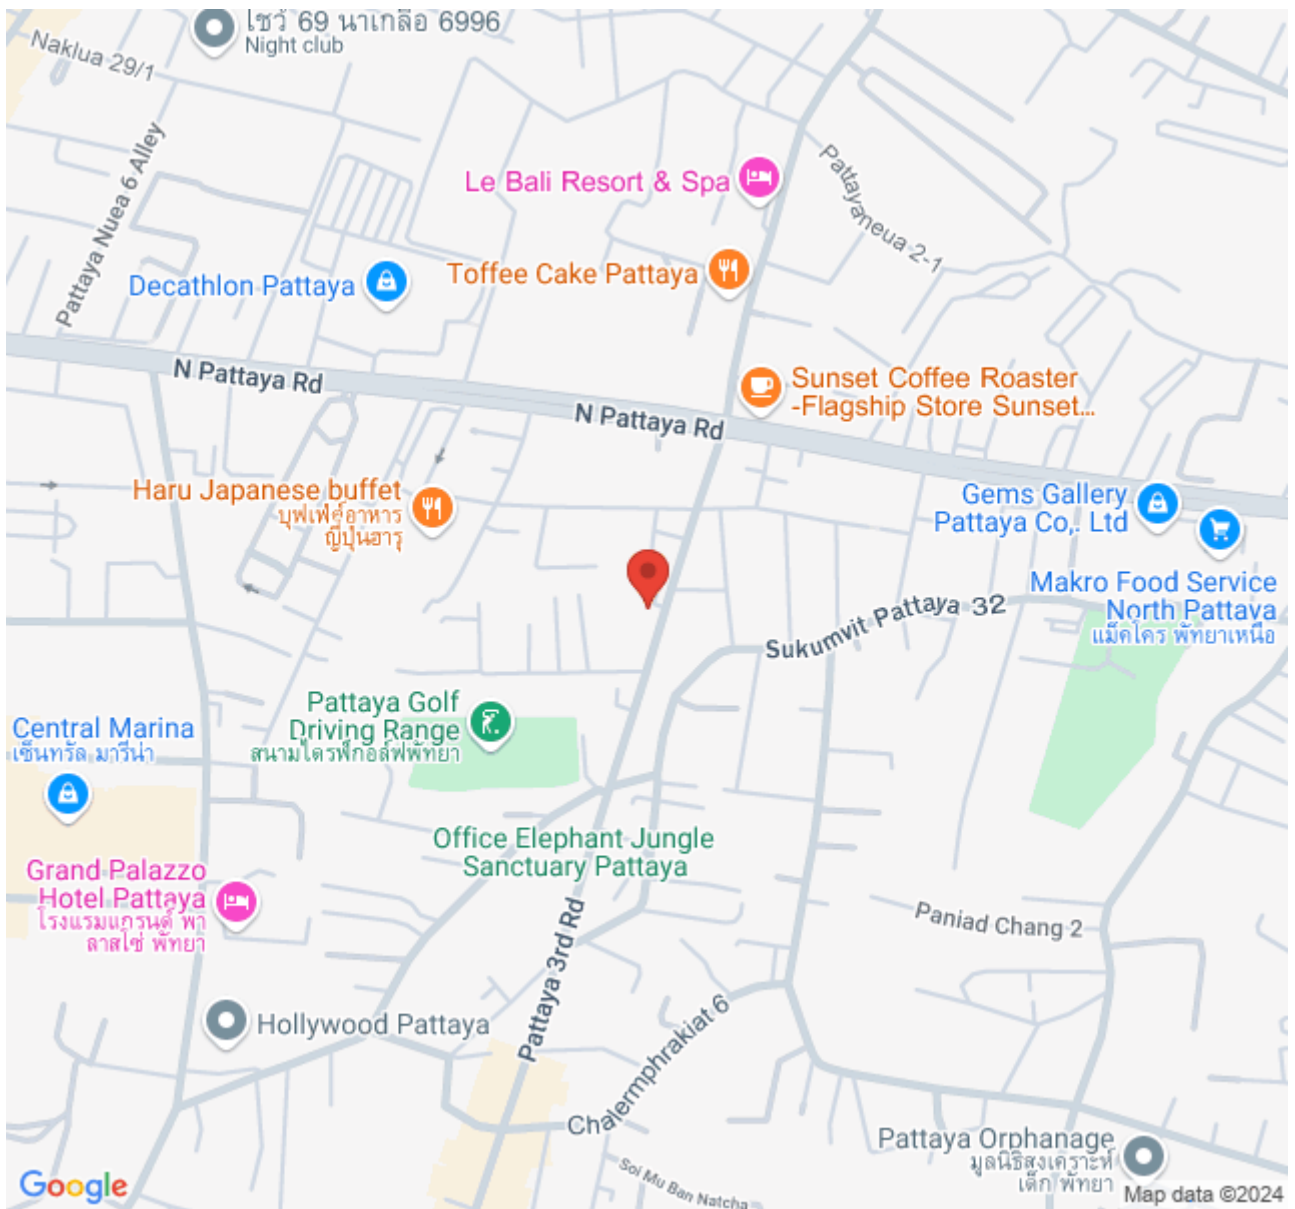 โชว์ 69 นาเกลือ 6996
Night club
Naklua 29/1
Pattaya Nuea 6 Alley
Le Bali Resort & Spa
Pattayaneua 2-1
Toffee Cake Pattaya
Decathlon Pattaya
N Pattaya Rd
Sunset Coffee Roaster
-Flagship Store Sunset...
N Pattaya Rd
Haru Japanese buffet
บุฟเฟ่ต์อาหาร
ญี่ปุ่นฮารุ
Gems Gallery
Pattaya Co,. Ltd
Makro Food Service
North Pattaya
แม็คโคร พัทยาเหนือ
Sukumvit Pattaya 32
Pattaya Golf
Driving Range
สนามไดรฟ์กอล์ฟพัทยา
Central Marina
เซ็นทรัล มารีน่า
Office Elephant Jungle
Sanctuary Pattaya
Grand Palazzo
Hotel Pattaya
โรงแรมแกรนด์ พา
ลาสโซ่ พัทยา
Paniad Chang 2
Pattaya 3rd Rd
Hollywood Pattaya
Chalermphrakiat 6
Pattaya Orphanage
มูลนิธิสงเคราะห์
เด็ก พัทยา
Soi Mu Ban Natcha
Google
Map data ©2024